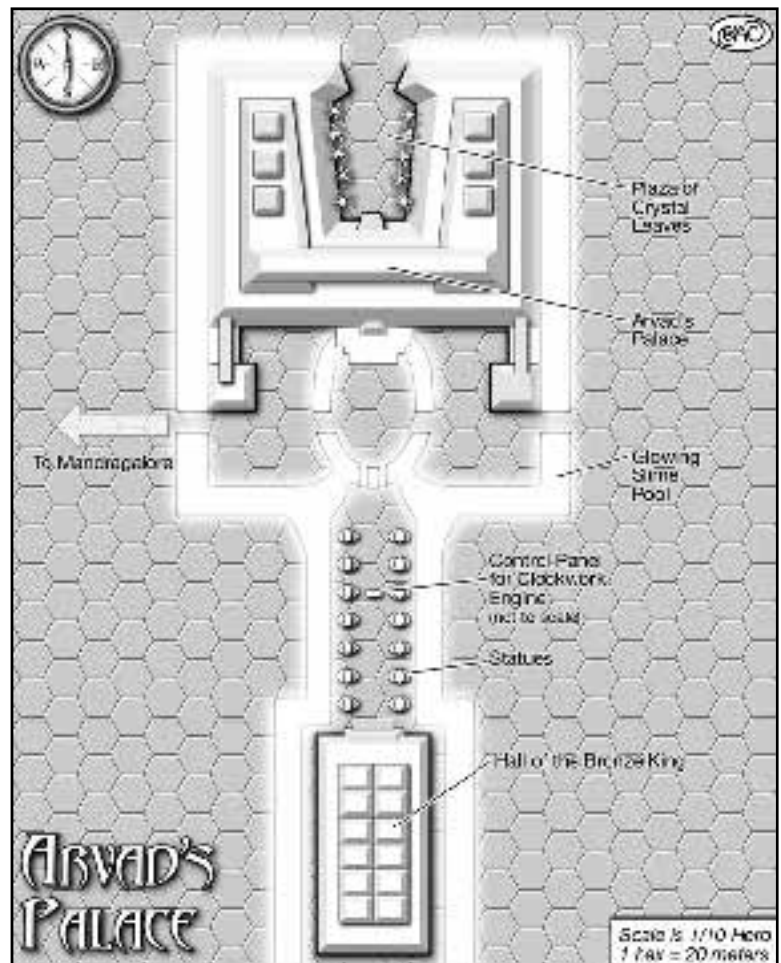 Plaza of
Crystal
Leaves
Arvad's
Palace
To Mandragalora
Glowing
Slime
Pool
Control Panel
for Clockwork
Engine
(not to scale)
Statues
Hall of the Bronze King
ARVAD'S
PALACE
Scale is 1/10 Hero
1 hex = 20 meters